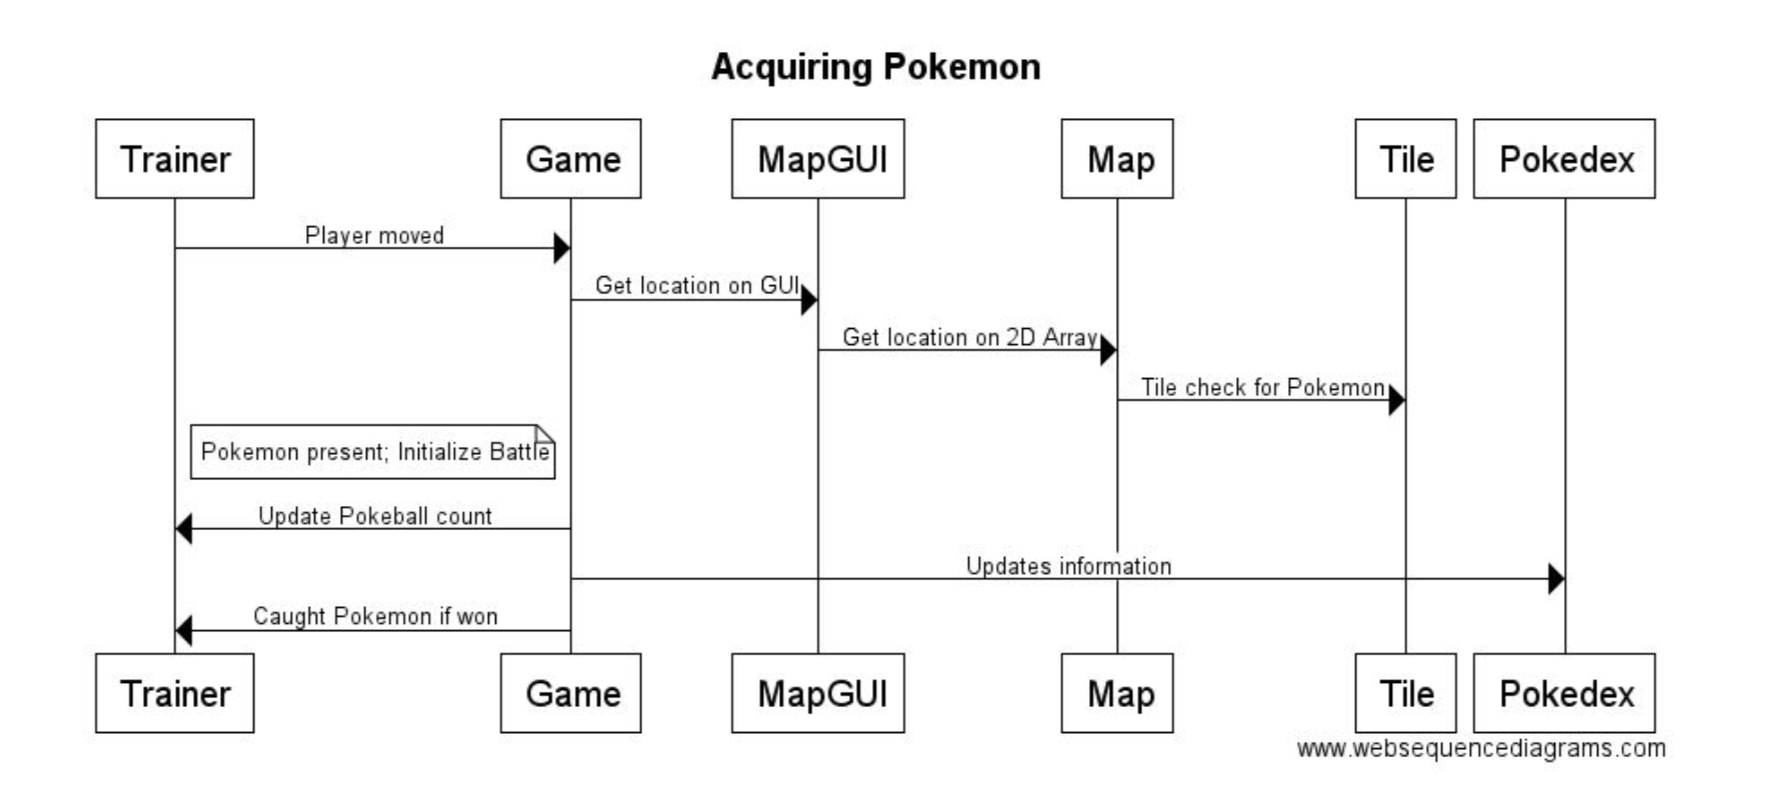 Acquiring Pokemon
Trainer
Game
MapGUI
Map
Tile
Pokedex
Player moved
Get location on GUI
Get location on 2D Array
Tile check for Pokemon
Pokemon present; Initialize Battle
Update Pokeball count
Updates information
Caught Pokemon if won
Trainer
Game
MapGUI
Map
Tile
Pokedex
www.websequencediagrams.com